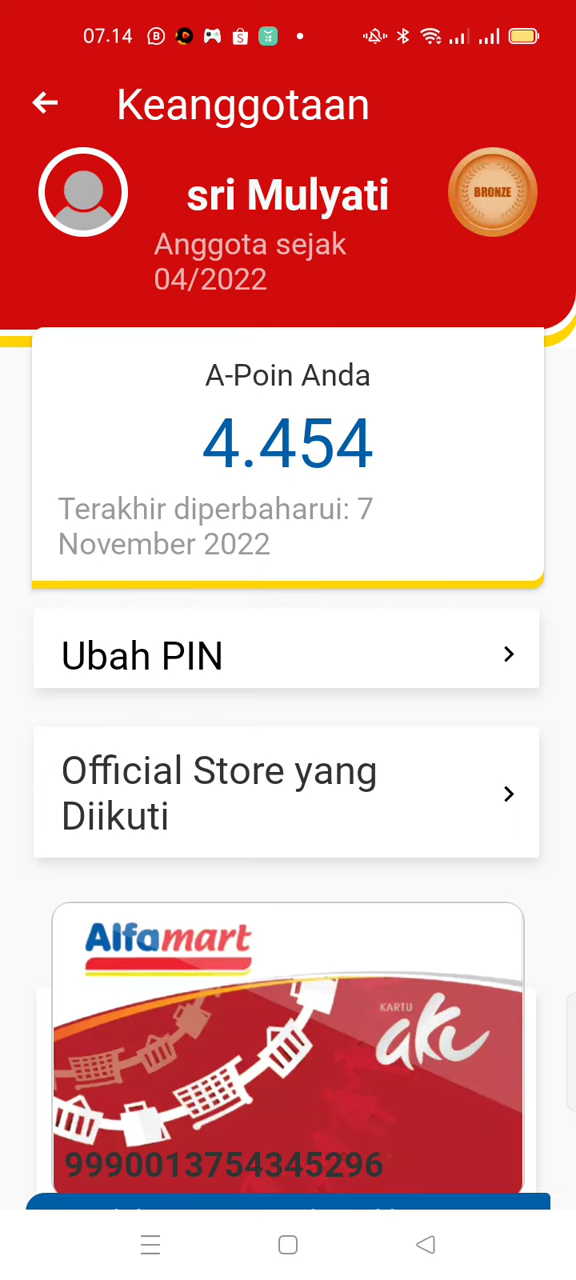 07.14
Keanggotaan
sri Mulyati
BRONZE
Anggota sejak
04/2022
A-Poin Anda
4.454
Terakhir diperbaharui: 7
November 2022
Ubah PIN
Official Store yang
Diikuti
Alfamart
KARTU
aku
9990013754345296